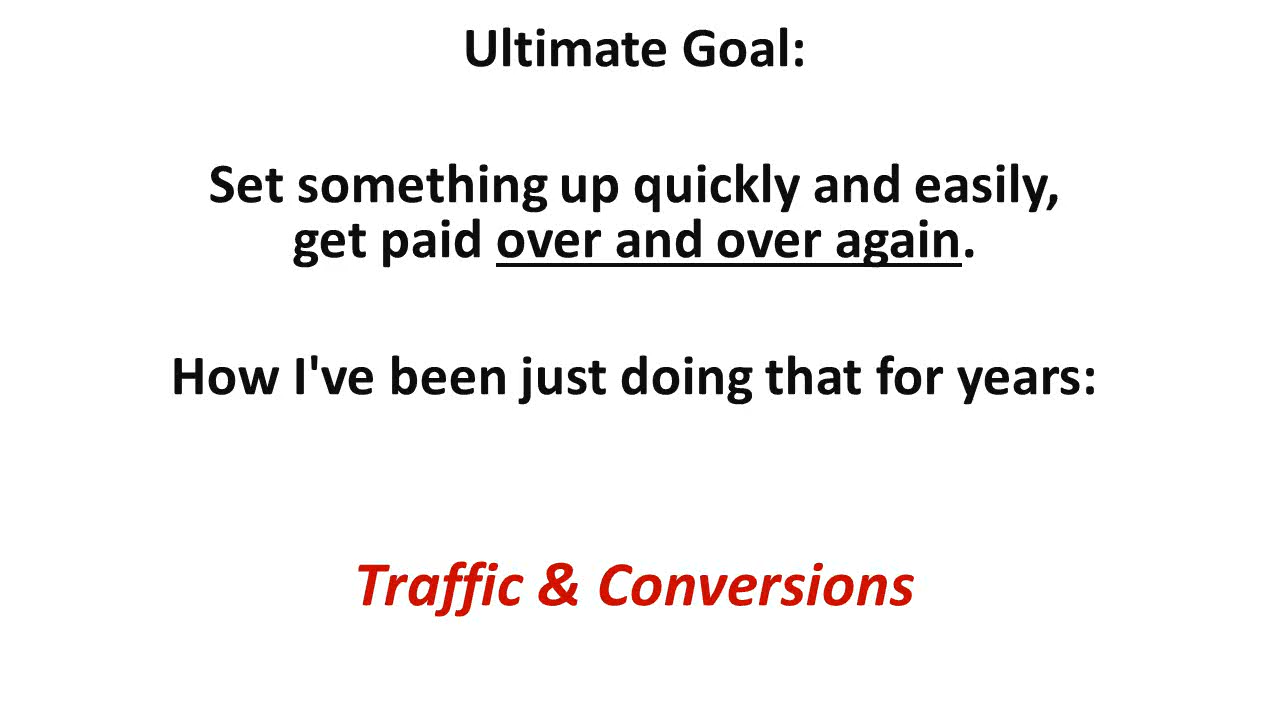 Ultimate Goal:
Set something up quickly and easily,
get paid over and over again.
How I've been just doing that for years:
Traffic & Conversions